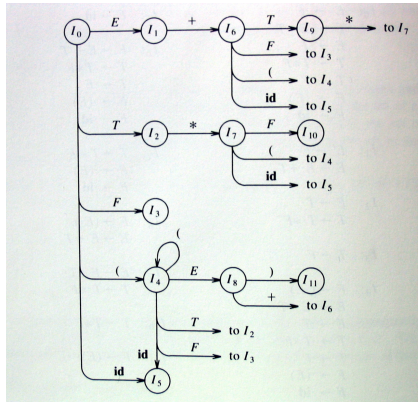 I0 E I1 + I6 T I9 * to I7
F to I3
( to I4
id to I5
T I2 * I7 F I10
( to I4
id to I5
F I3
(
( I4 E I8 ) I11
+ to I6
T to I2
id F to I3
id I5